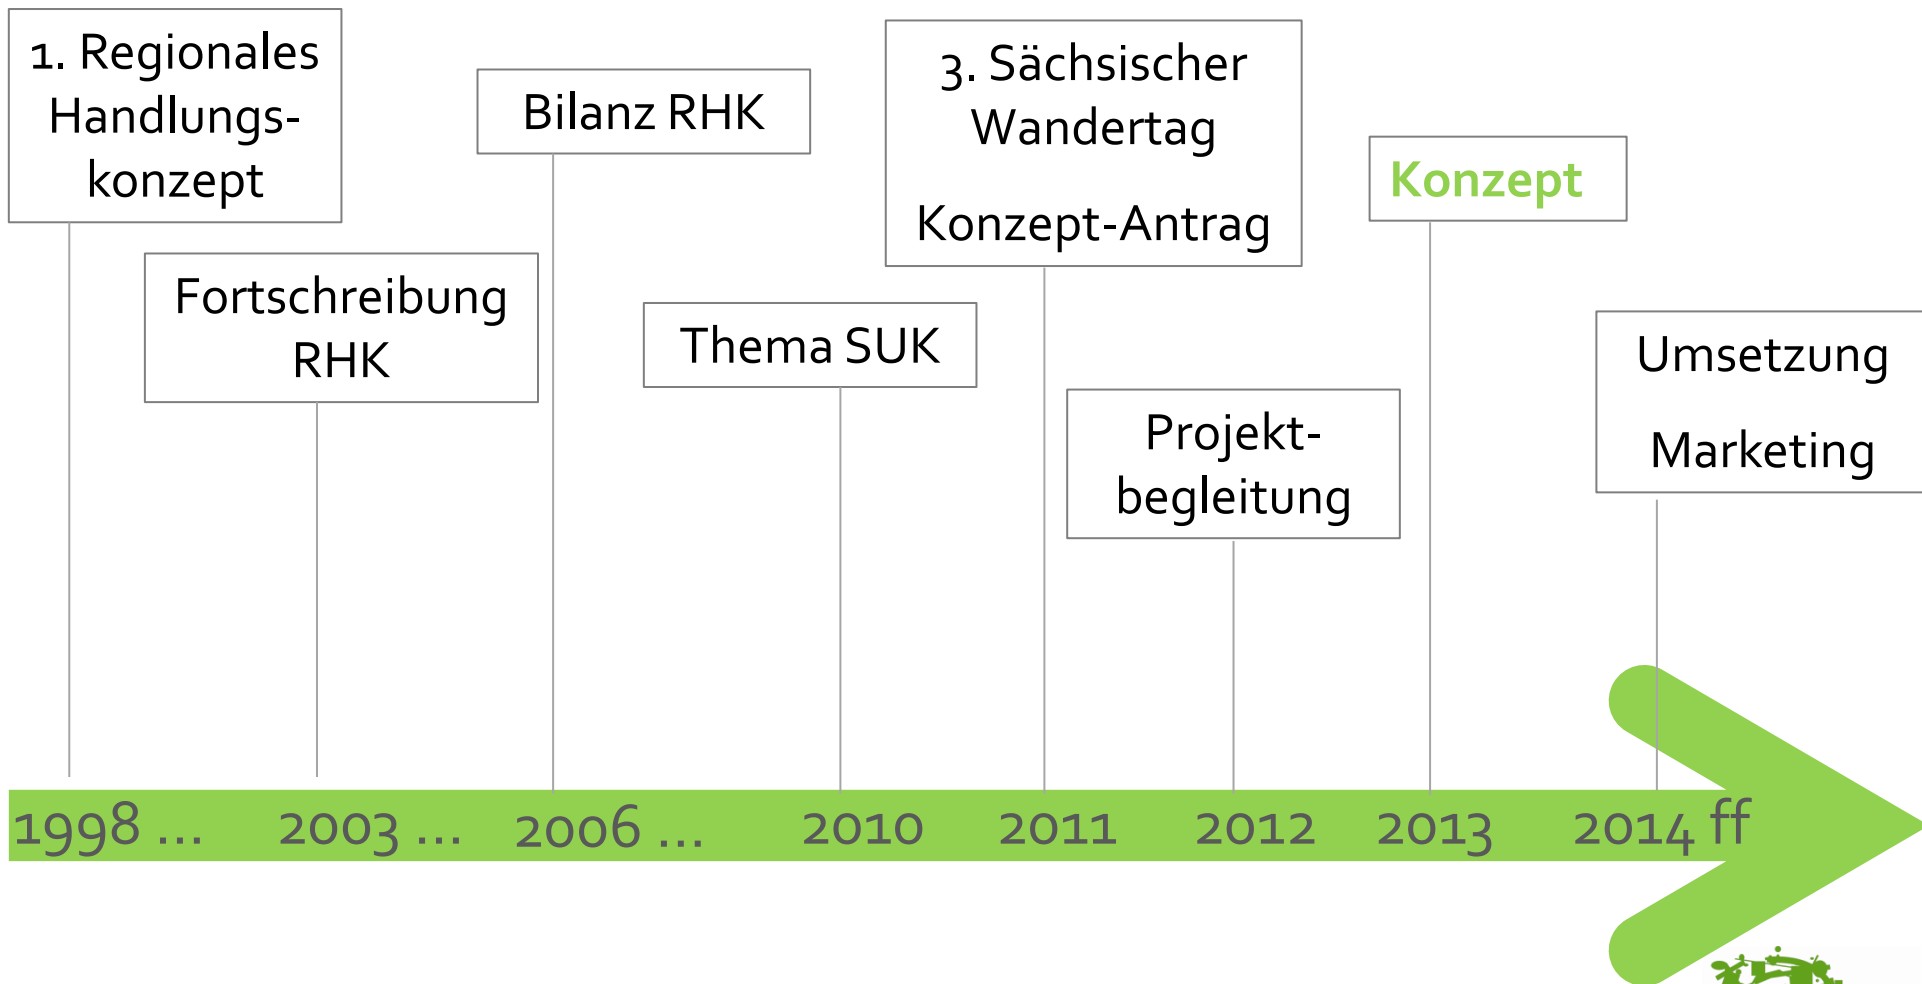 1. Regionales
Handlungs-
konzept
Fortschreibung
RHK
Bilanz RHK
Thema SUK
3. Sächsischer
Wandertag
Konzept-Antrag
Projekt-
begleitung
Konzept
Umsetzung
Marketing
1998 ... 2003 ... 2006 ... 2010 2011 2012 2013 2014 ff